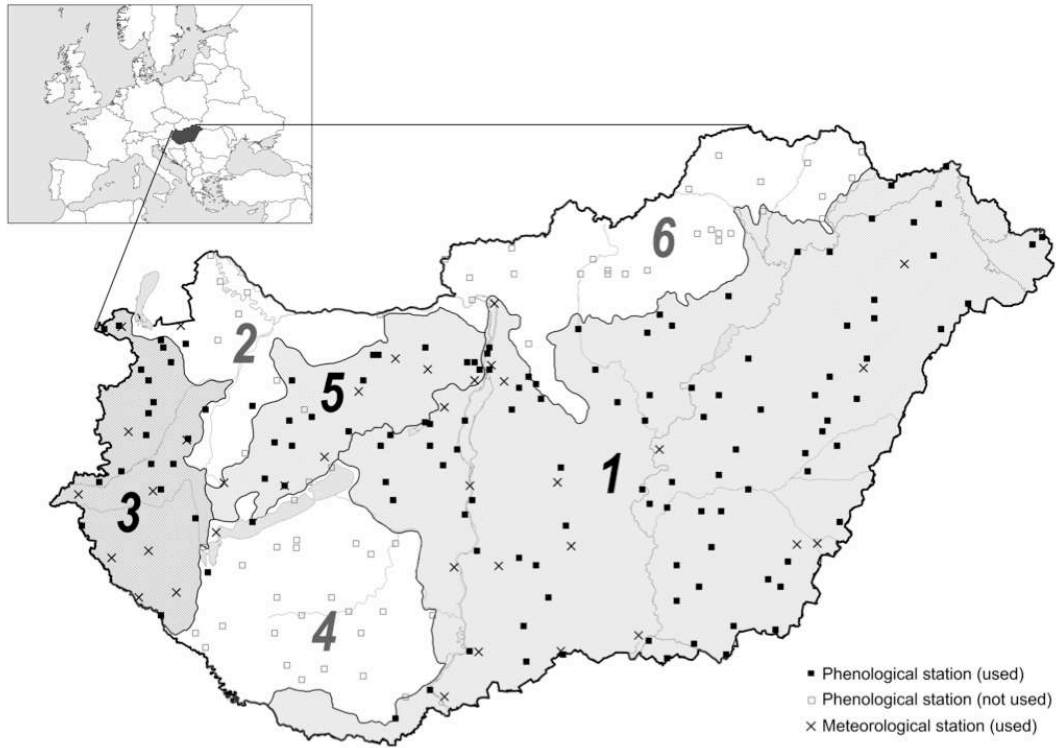 6
2
5
1
3
4
Phenological station (used)
Phenological station (not used)
Meteorological station (used)